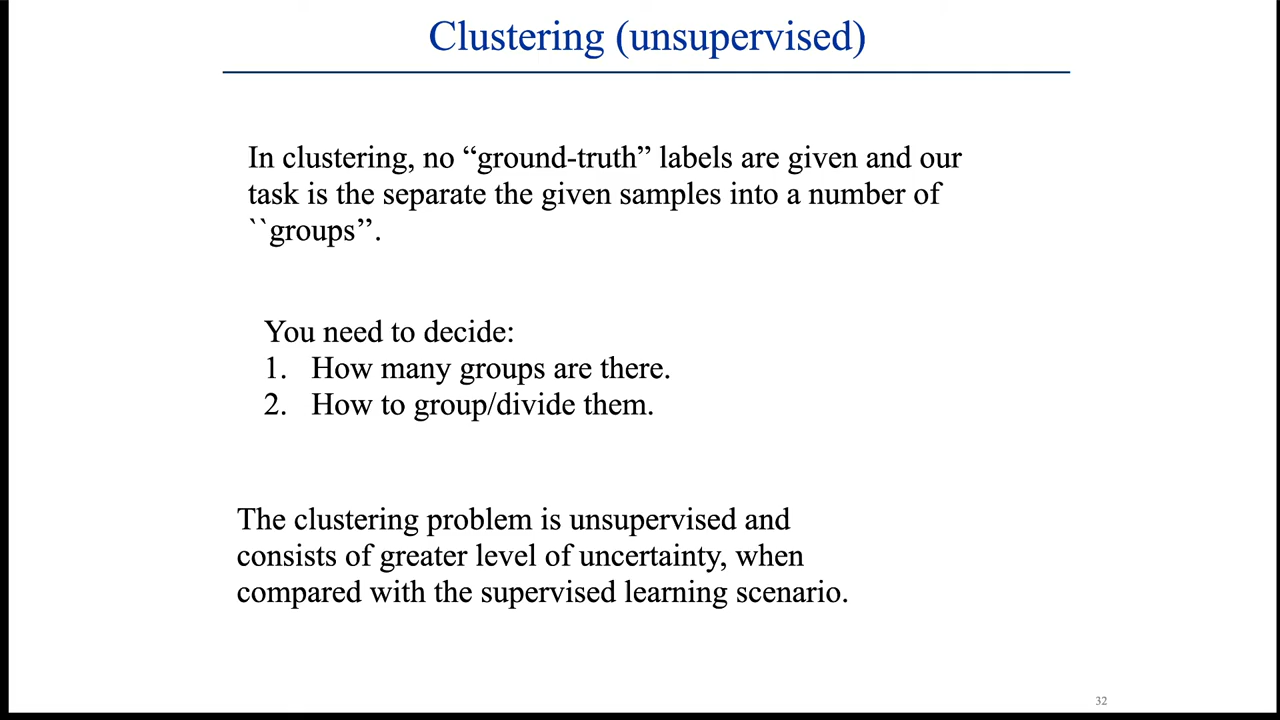 Clustering (unsupervised)
In clustering, no “ground-truth” labels are given and our
task is the separate the given samples into a number of
``groups’’.
You need to decide:
1. How many groups are there.
2. How to group/divide them.
The clustering problem is unsupervised and
consists of greater level of uncertainty, when
compared with the supervised learning scenario.
32